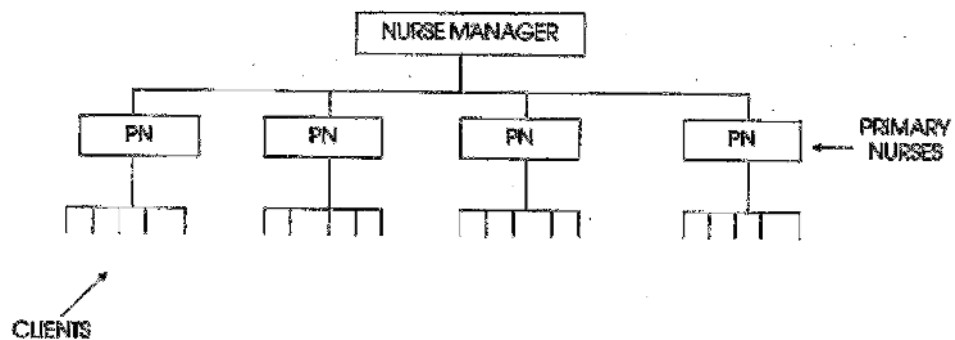 NURSE MANAGER
PN PN PN PN
PRIMARY
NURSES
CLIENTS